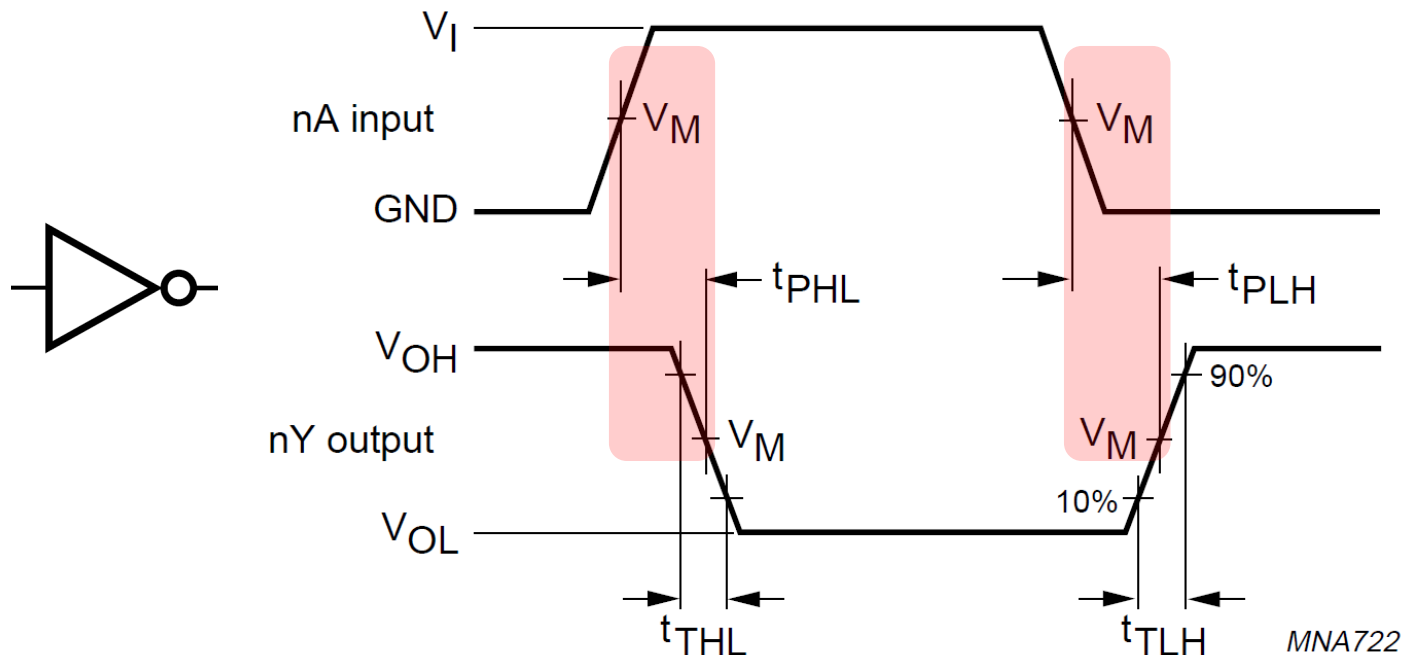 VI
nA input
VM
VM
GND
tPHL
tPLH
VOH
90%
nY output
VM
VM
10%
VOL
tTHL
tTLH
MNA722